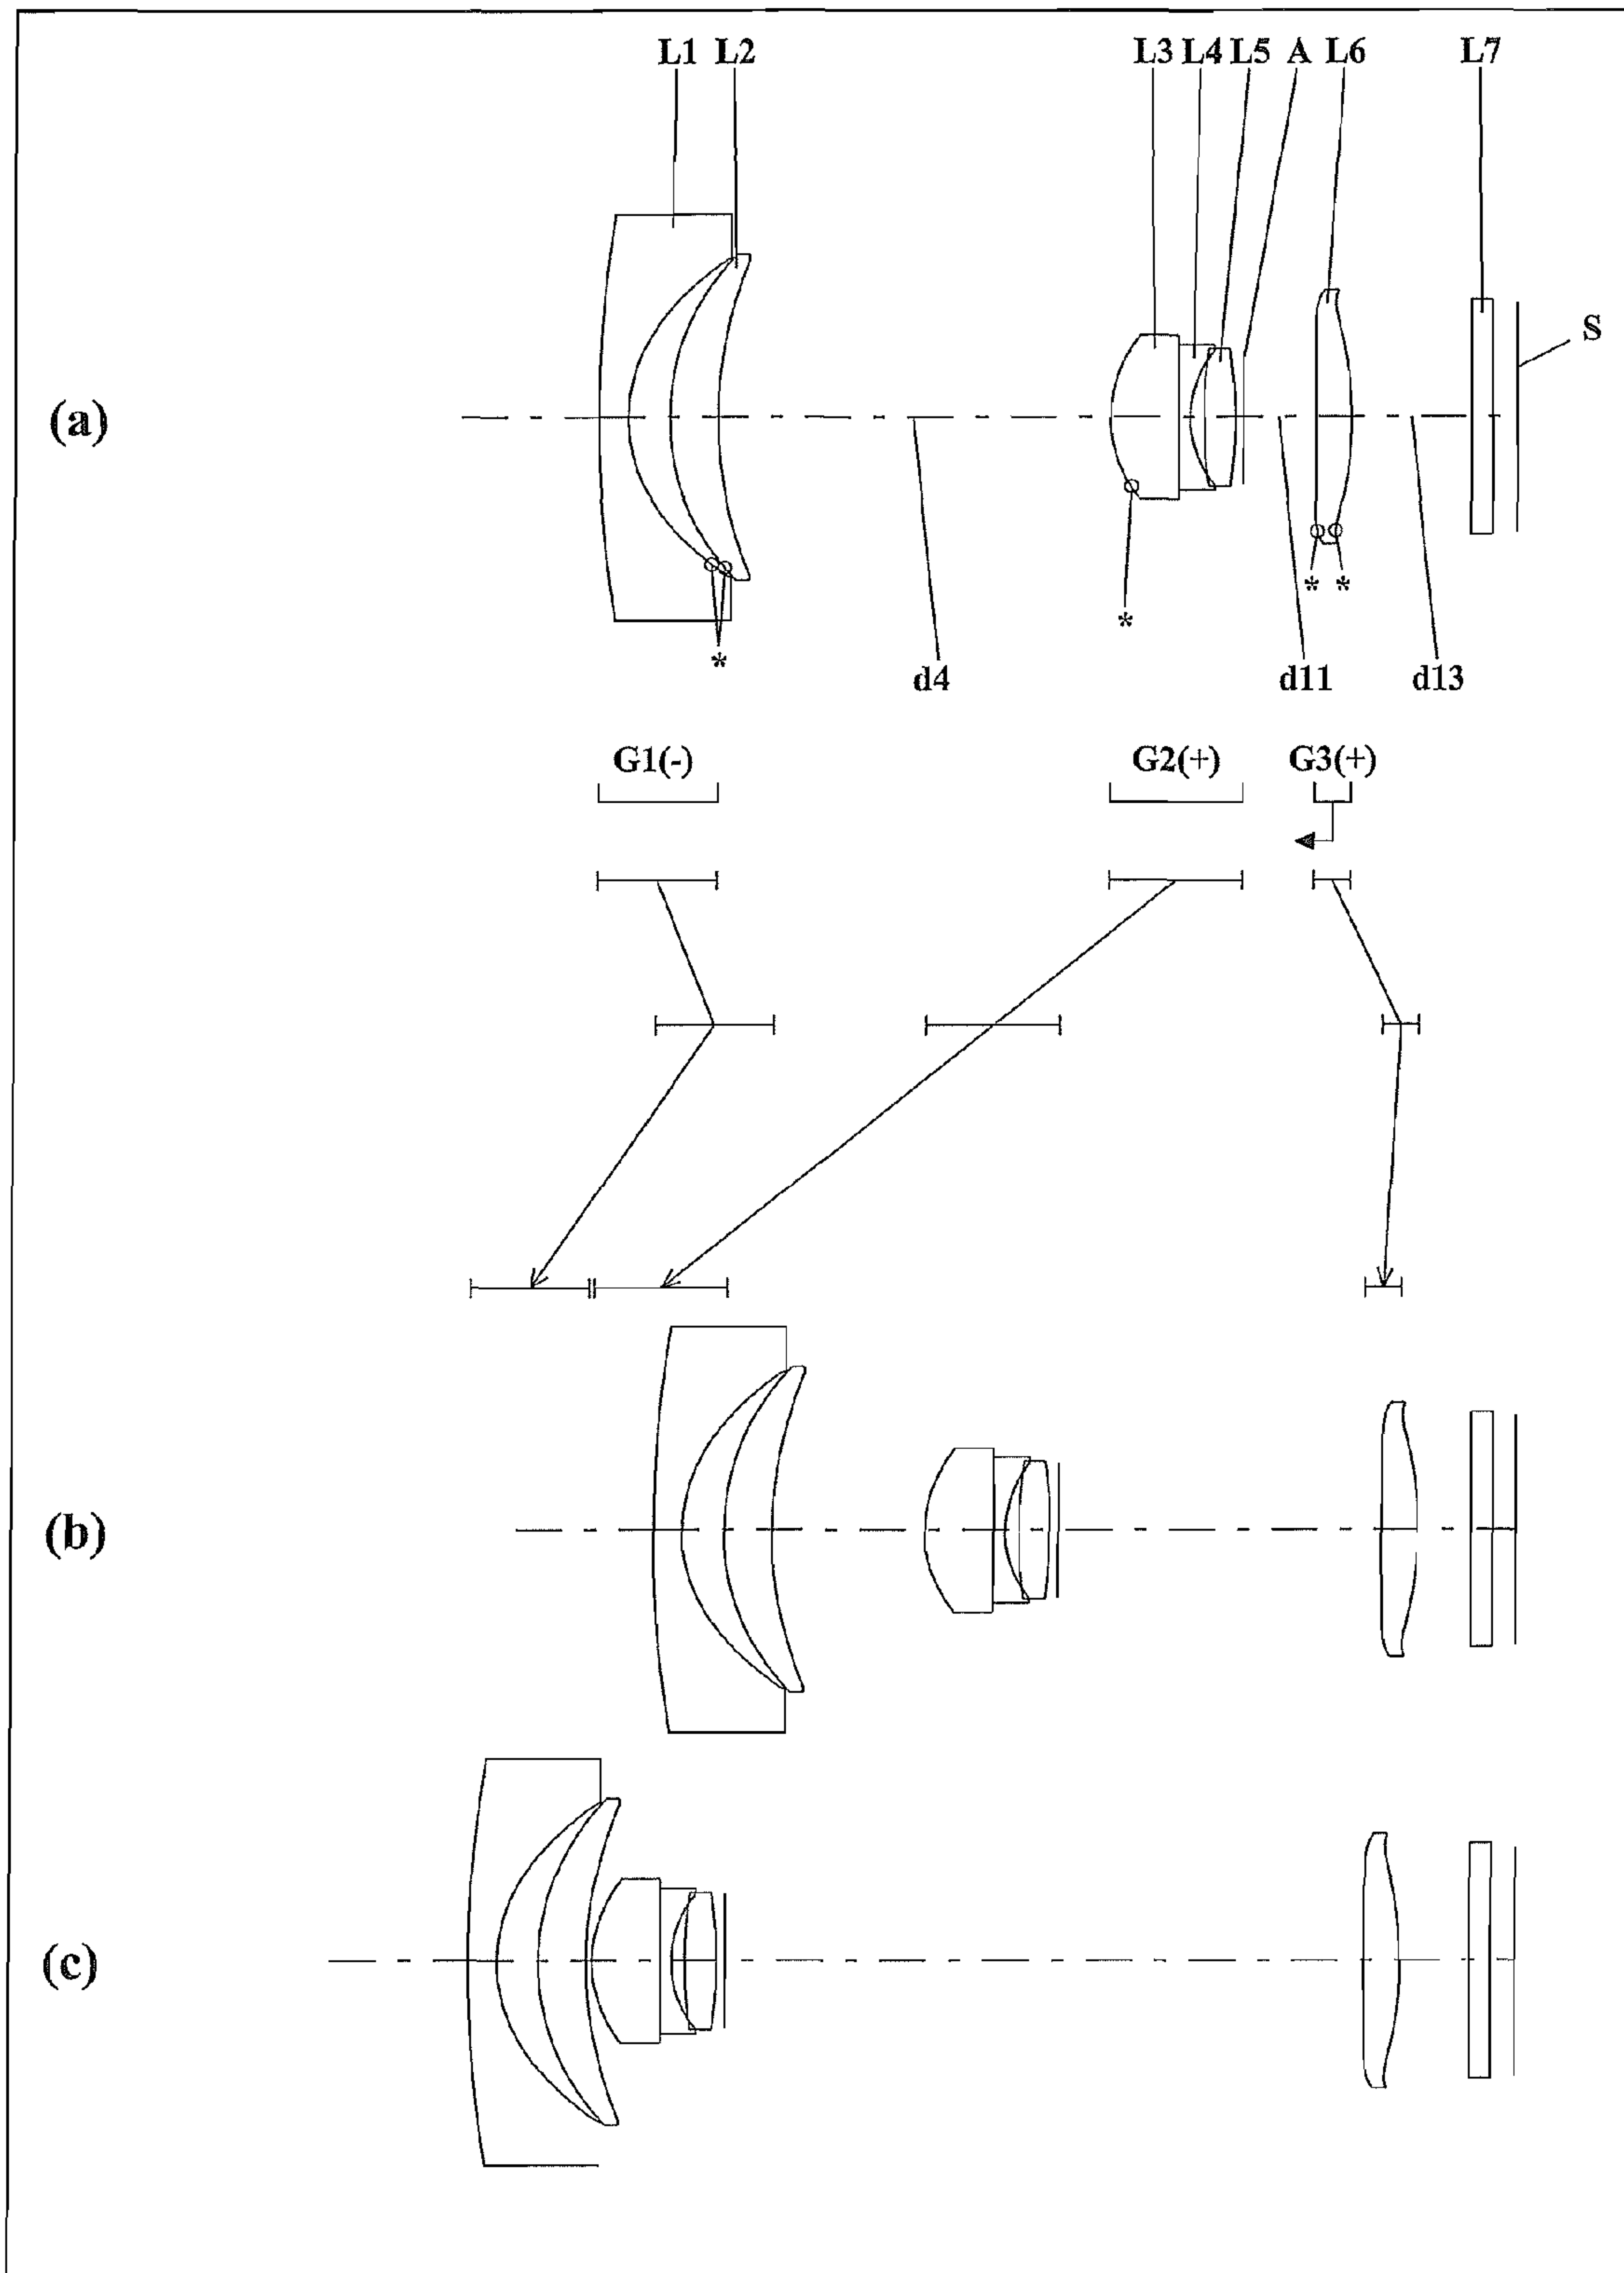 L1 L2 L3 L4 L5 A L6 L7
S
(a)
* *
*
*
d4 d11 d13
G1(-) G2(+) G3(+)
(b)
(c)